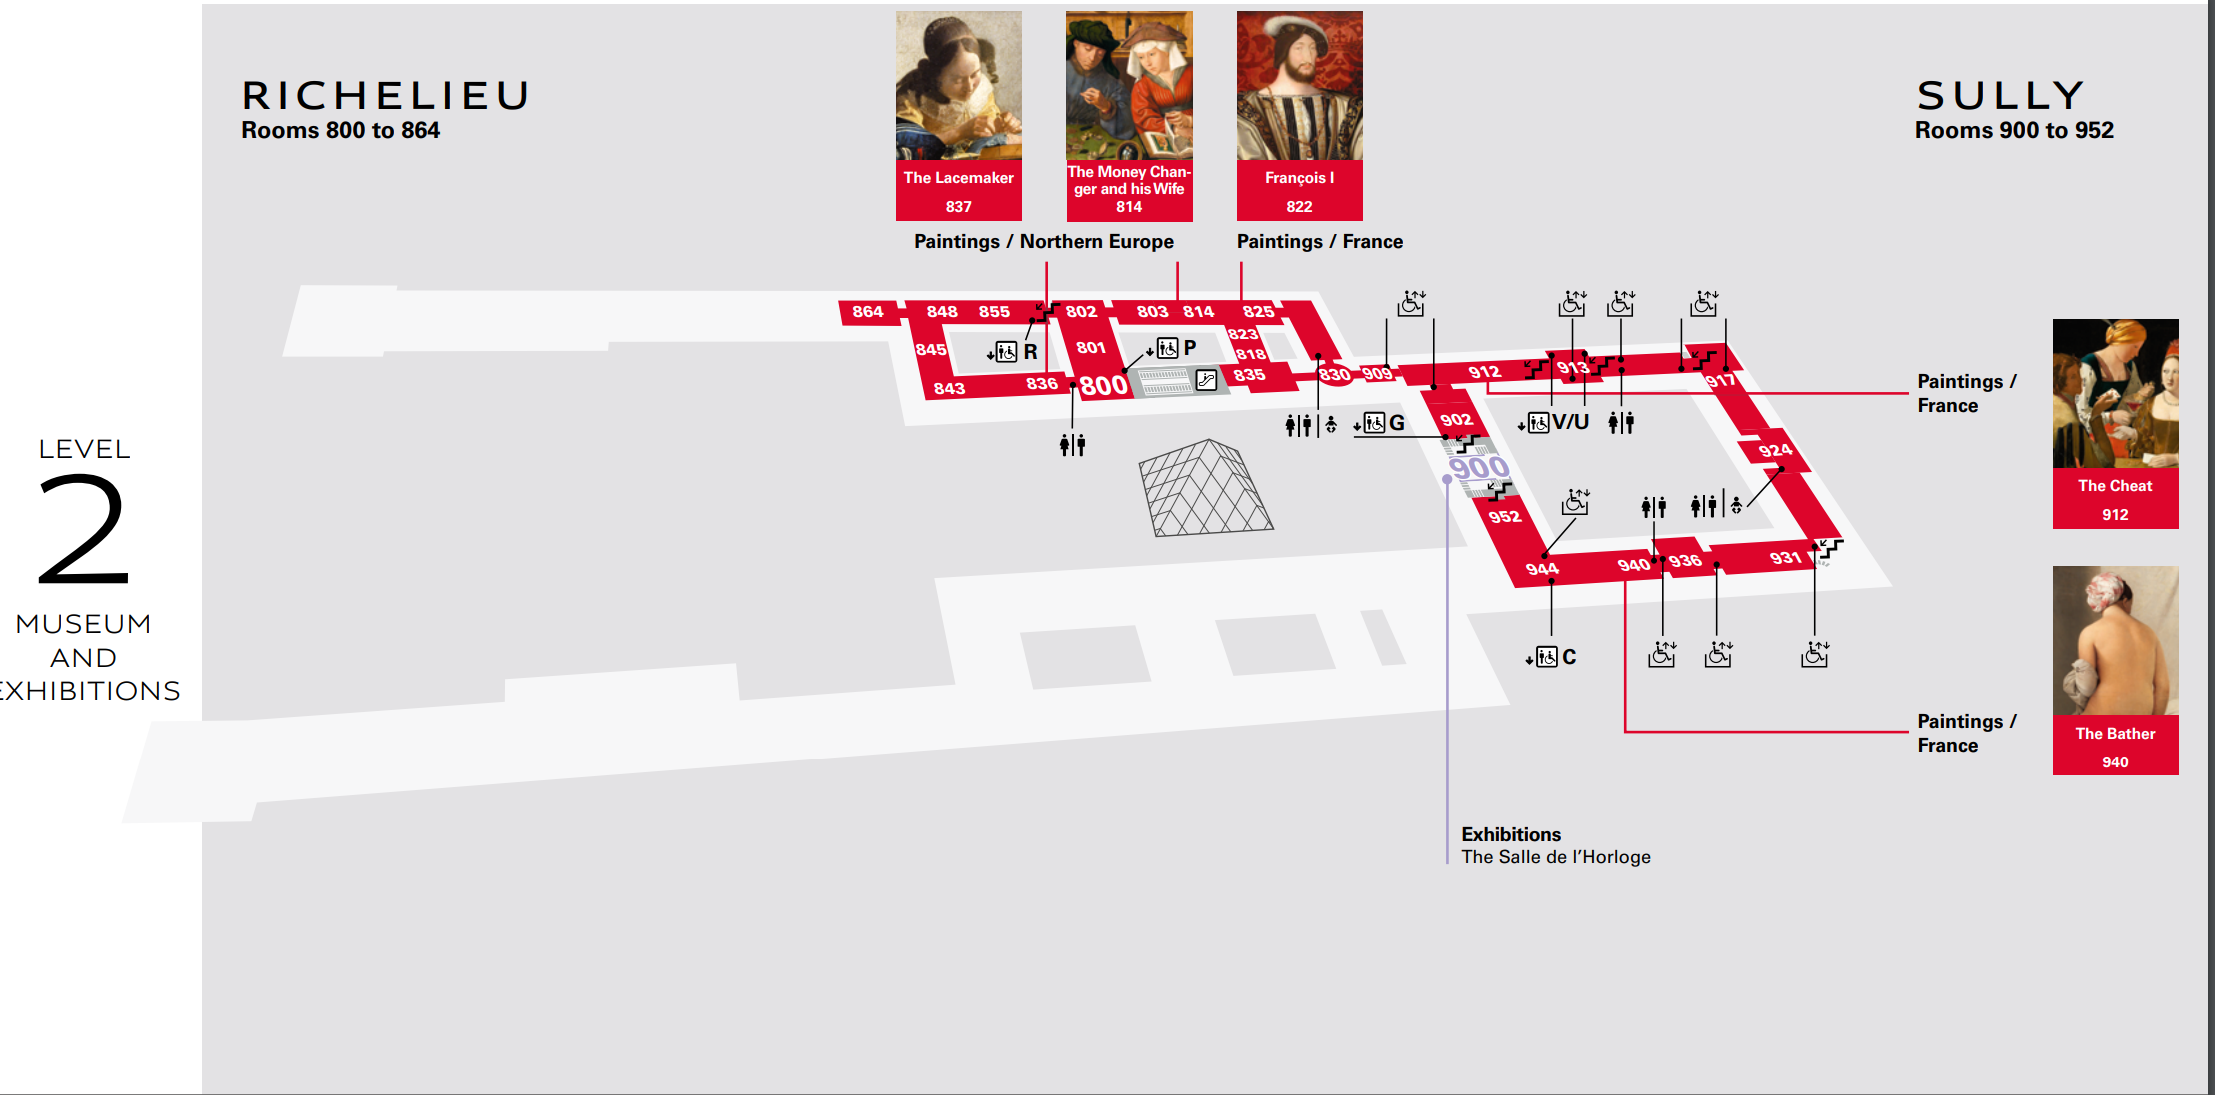 RICHELIEU
Rooms 800 to 864
SULLY
Rooms 900 to 952
The Lacemaker
837
The Money Chan-
ger and his Wife
814
François I
822
Paintings / Northern Europe
Paintings / France
864
848
855
802
803
814
825
823
818
845
801
R
P
843
836
800
835
830
909
912
913
917
902
G
V/U
924
900
952
944
940
936
931
C
Paintings /
France
The Cheat
912
Paintings /
France
The Bather
940
Exhibitions
The Salle de l'Horloge
LEVEL
2
MUSEUM
AND
EXHIBITIONS